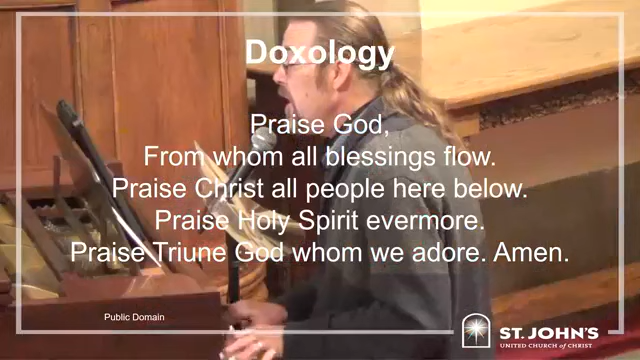 Doxology
Praise God,
From whom all blessings flow.
Praise Christ all people here below.
Praise Holy Spirit evermore.
Praise Triune God whom we adore. Amen.
Public Domain
ST. JOHN'S
UNITED CHURCH of CHRIST